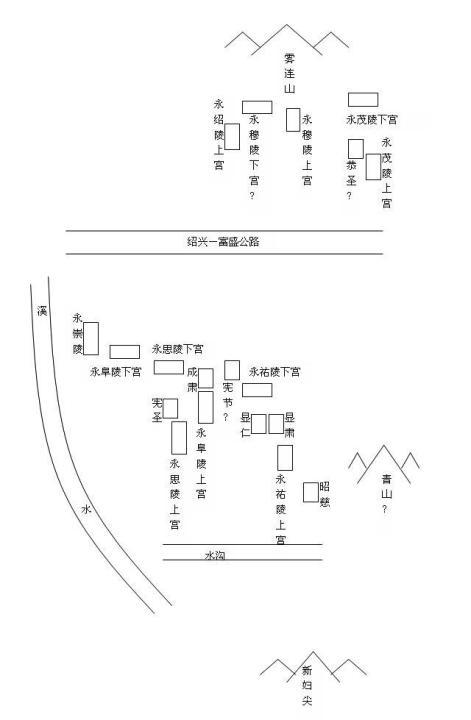 雾连山
永绍陵上宫
永穆陵下宫？
永穆陵上宫
永茂陵下宫
恭圣？
永茂陵上宫
绍兴—富盛公路
溪
水
永崇陵
永阜陵下宫
永思陵下宫
成肃
宪节？
永祐陵下宫
宪圣
永思陵上宫
永阜陵上宫
显仁
显肃
永祐陵上宫
昭慈
青山？
水沟
新妇尖